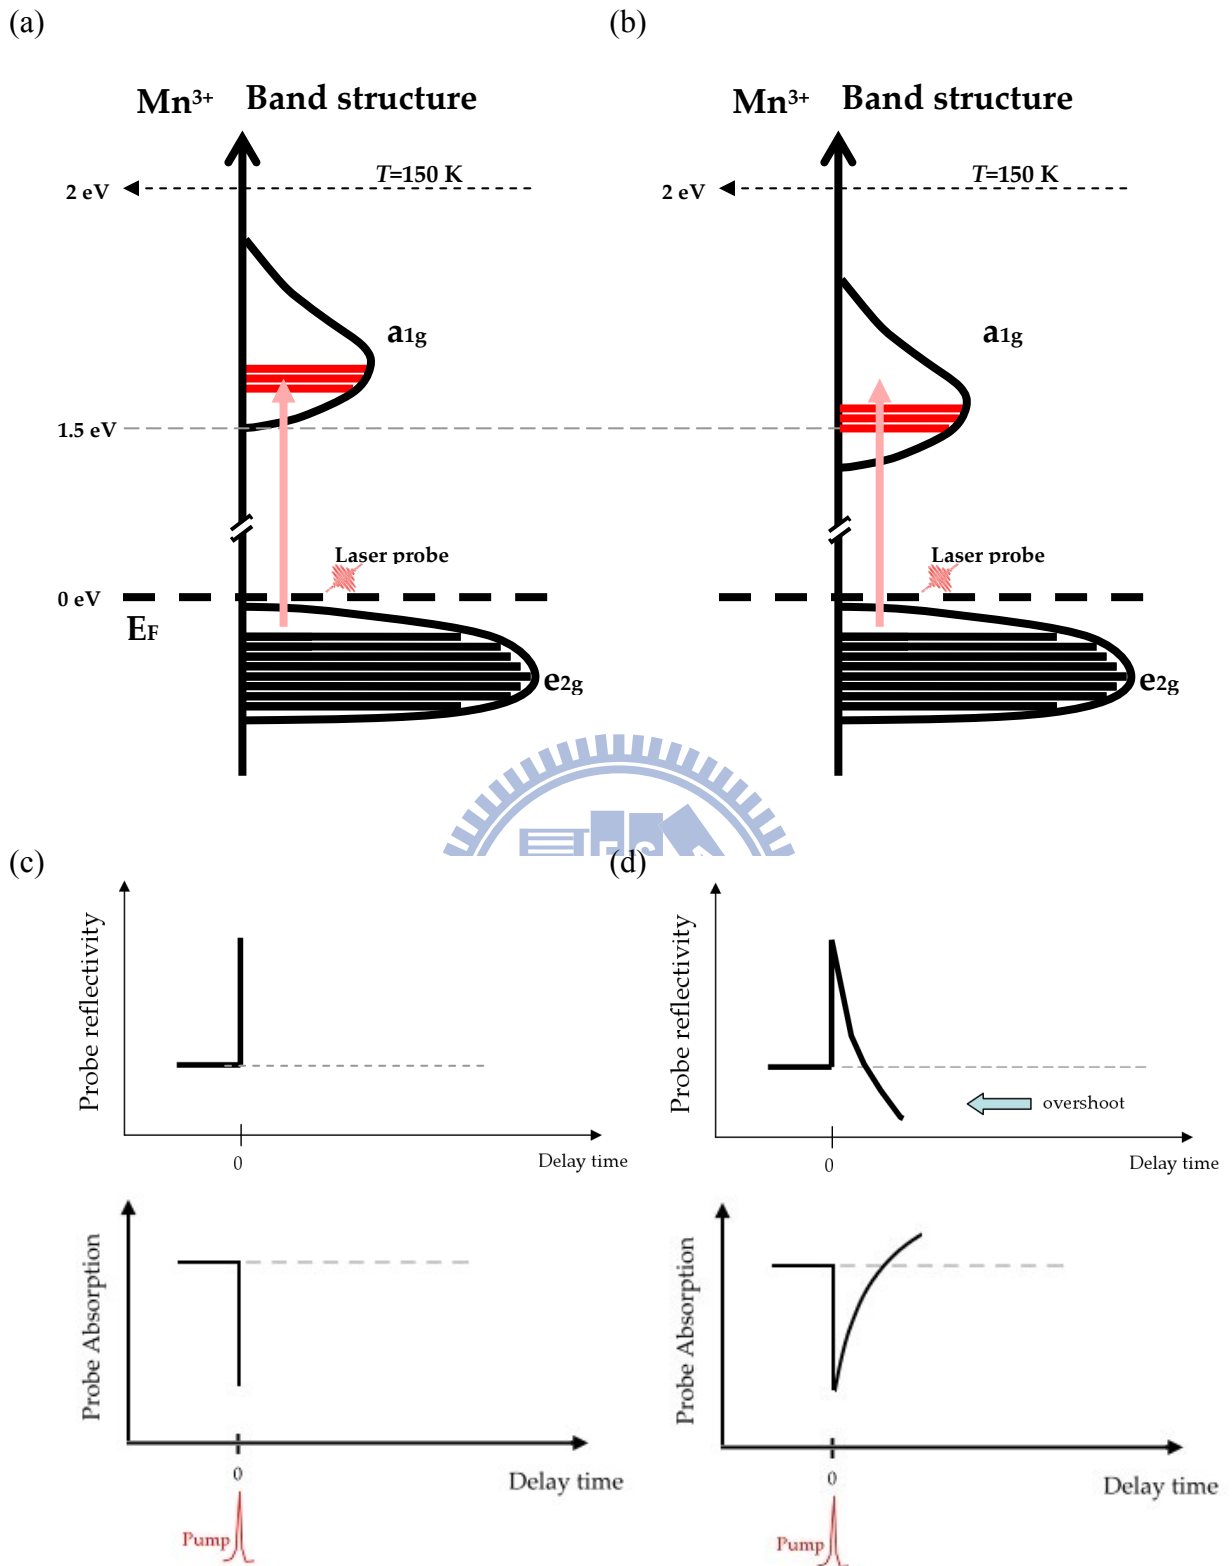 (a)
(b)
Mn³⁺ Band structure
Mn³⁺ Band structure
T=150 K
T=150 K
2 eV
2 eV
a1g
a1g
1.5 eV
Laser probe
Laser probe
0 eV
EF
e2g
e2g
(c)
(d)
Probe reflectivity
Probe reflectivity
overshoot
0
Delay time
0
Delay time
Probe Absorption
Probe Absorption
0
Delay time
0
Delay time
Pump
Pump